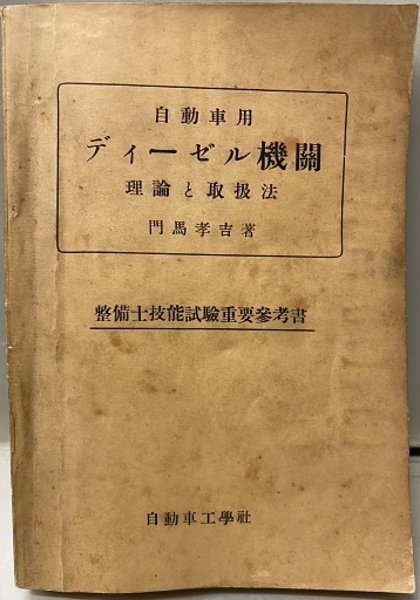 自動車用
ディーゼル機關
理論と取扱法
門馬孝吉著
整備士技能試驗重要參考書
自動車工學社